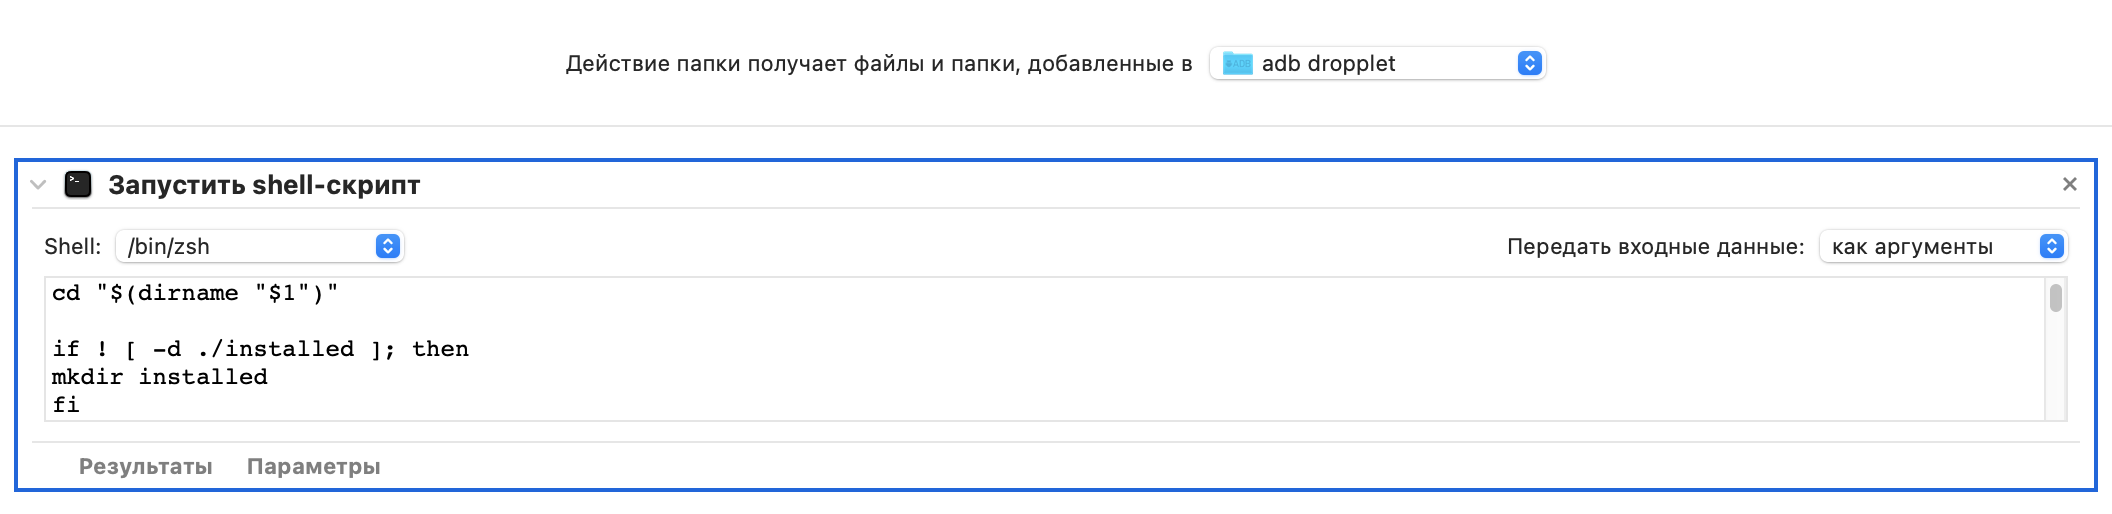 Действие папки получает файлы и папки, добавленные в adb dropplet
Запустить shell-скрипт
Shell: /bin/zsh Передать входные данные: как аргументы
cd "$(dirname "$1")"
if ! [ -d ./installed ]; then
mkdir installed
fi
Результаты Параметры